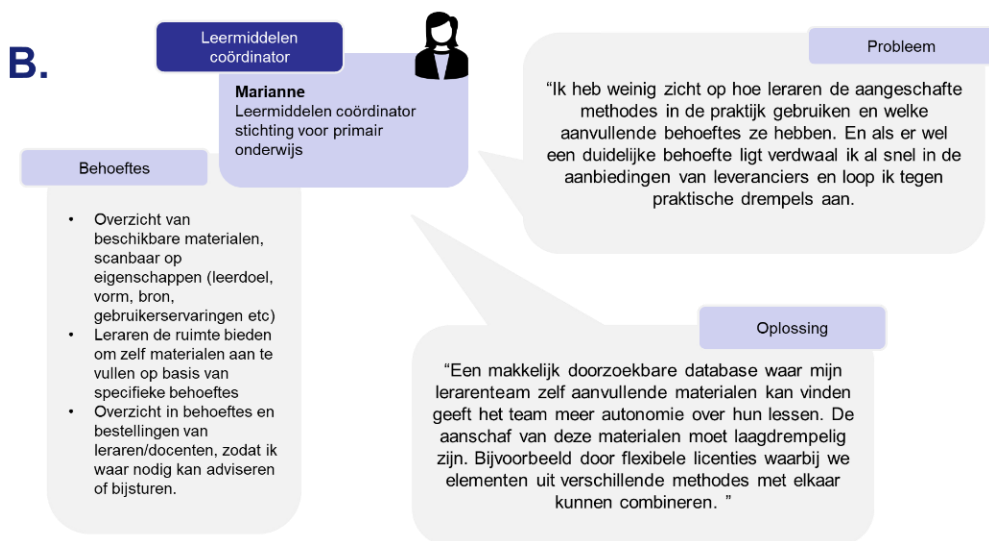 B.
Leermiddelen
coördinator
Marianne
Leermiddelen coördinator
stichting voor primair
onderwijs
Behoeftes
• Overzicht van
beschikbare materialen,
scanbaar op
eigenschappen (leerdoel,
vorm, bron,
gebruikerservaringen etc)
• Leraren de ruimte bieden
om zelf materialen aan te
vullen op basis van
specifieke behoeftes
• Overzicht in behoeftes en
bestellingen van
leraren/docenten, zodat ik
waar nodig kan adviseren
of bijsturen.
Probleem
“Ik heb weinig zicht op hoe leraren de aangeschafte
methodes in de praktijk gebruiken en welke
aanvullende behoeftes ze hebben. En als er wel
een duidelijke behoefte ligt verdwaal ik al snel in de
aanbiedingen van leveranciers en loop ik tegen
praktische drempels aan.
Oplossing
“Een makkelijk doorzoekbare database waar mijn
lerarenteam zelf aanvullende materialen kan vinden
geeft het team meer autonomie over hun lessen. De
aanschaf van deze materialen moet laagdrempelig
zijn. Bijvoorbeeld door flexibele licenties waarbij we
elementen uit verschillende methodes met elkaar
kunnen combineren. ”